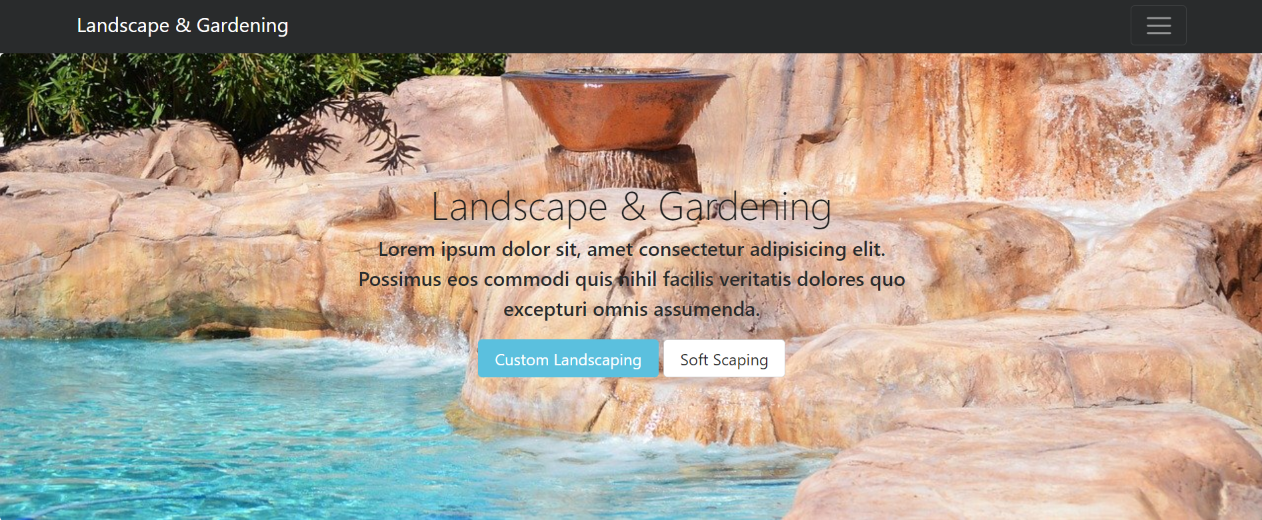 Landscape & Gardening
Landscape & Gardening
Lorem ipsum dolor sit, amet consectetur adipisicing elit.
Possimus eos commodi quis nihil facilis veritatis dolores quo
excepturi omnis assumenda.
Custom Landscaping Soft Scaping